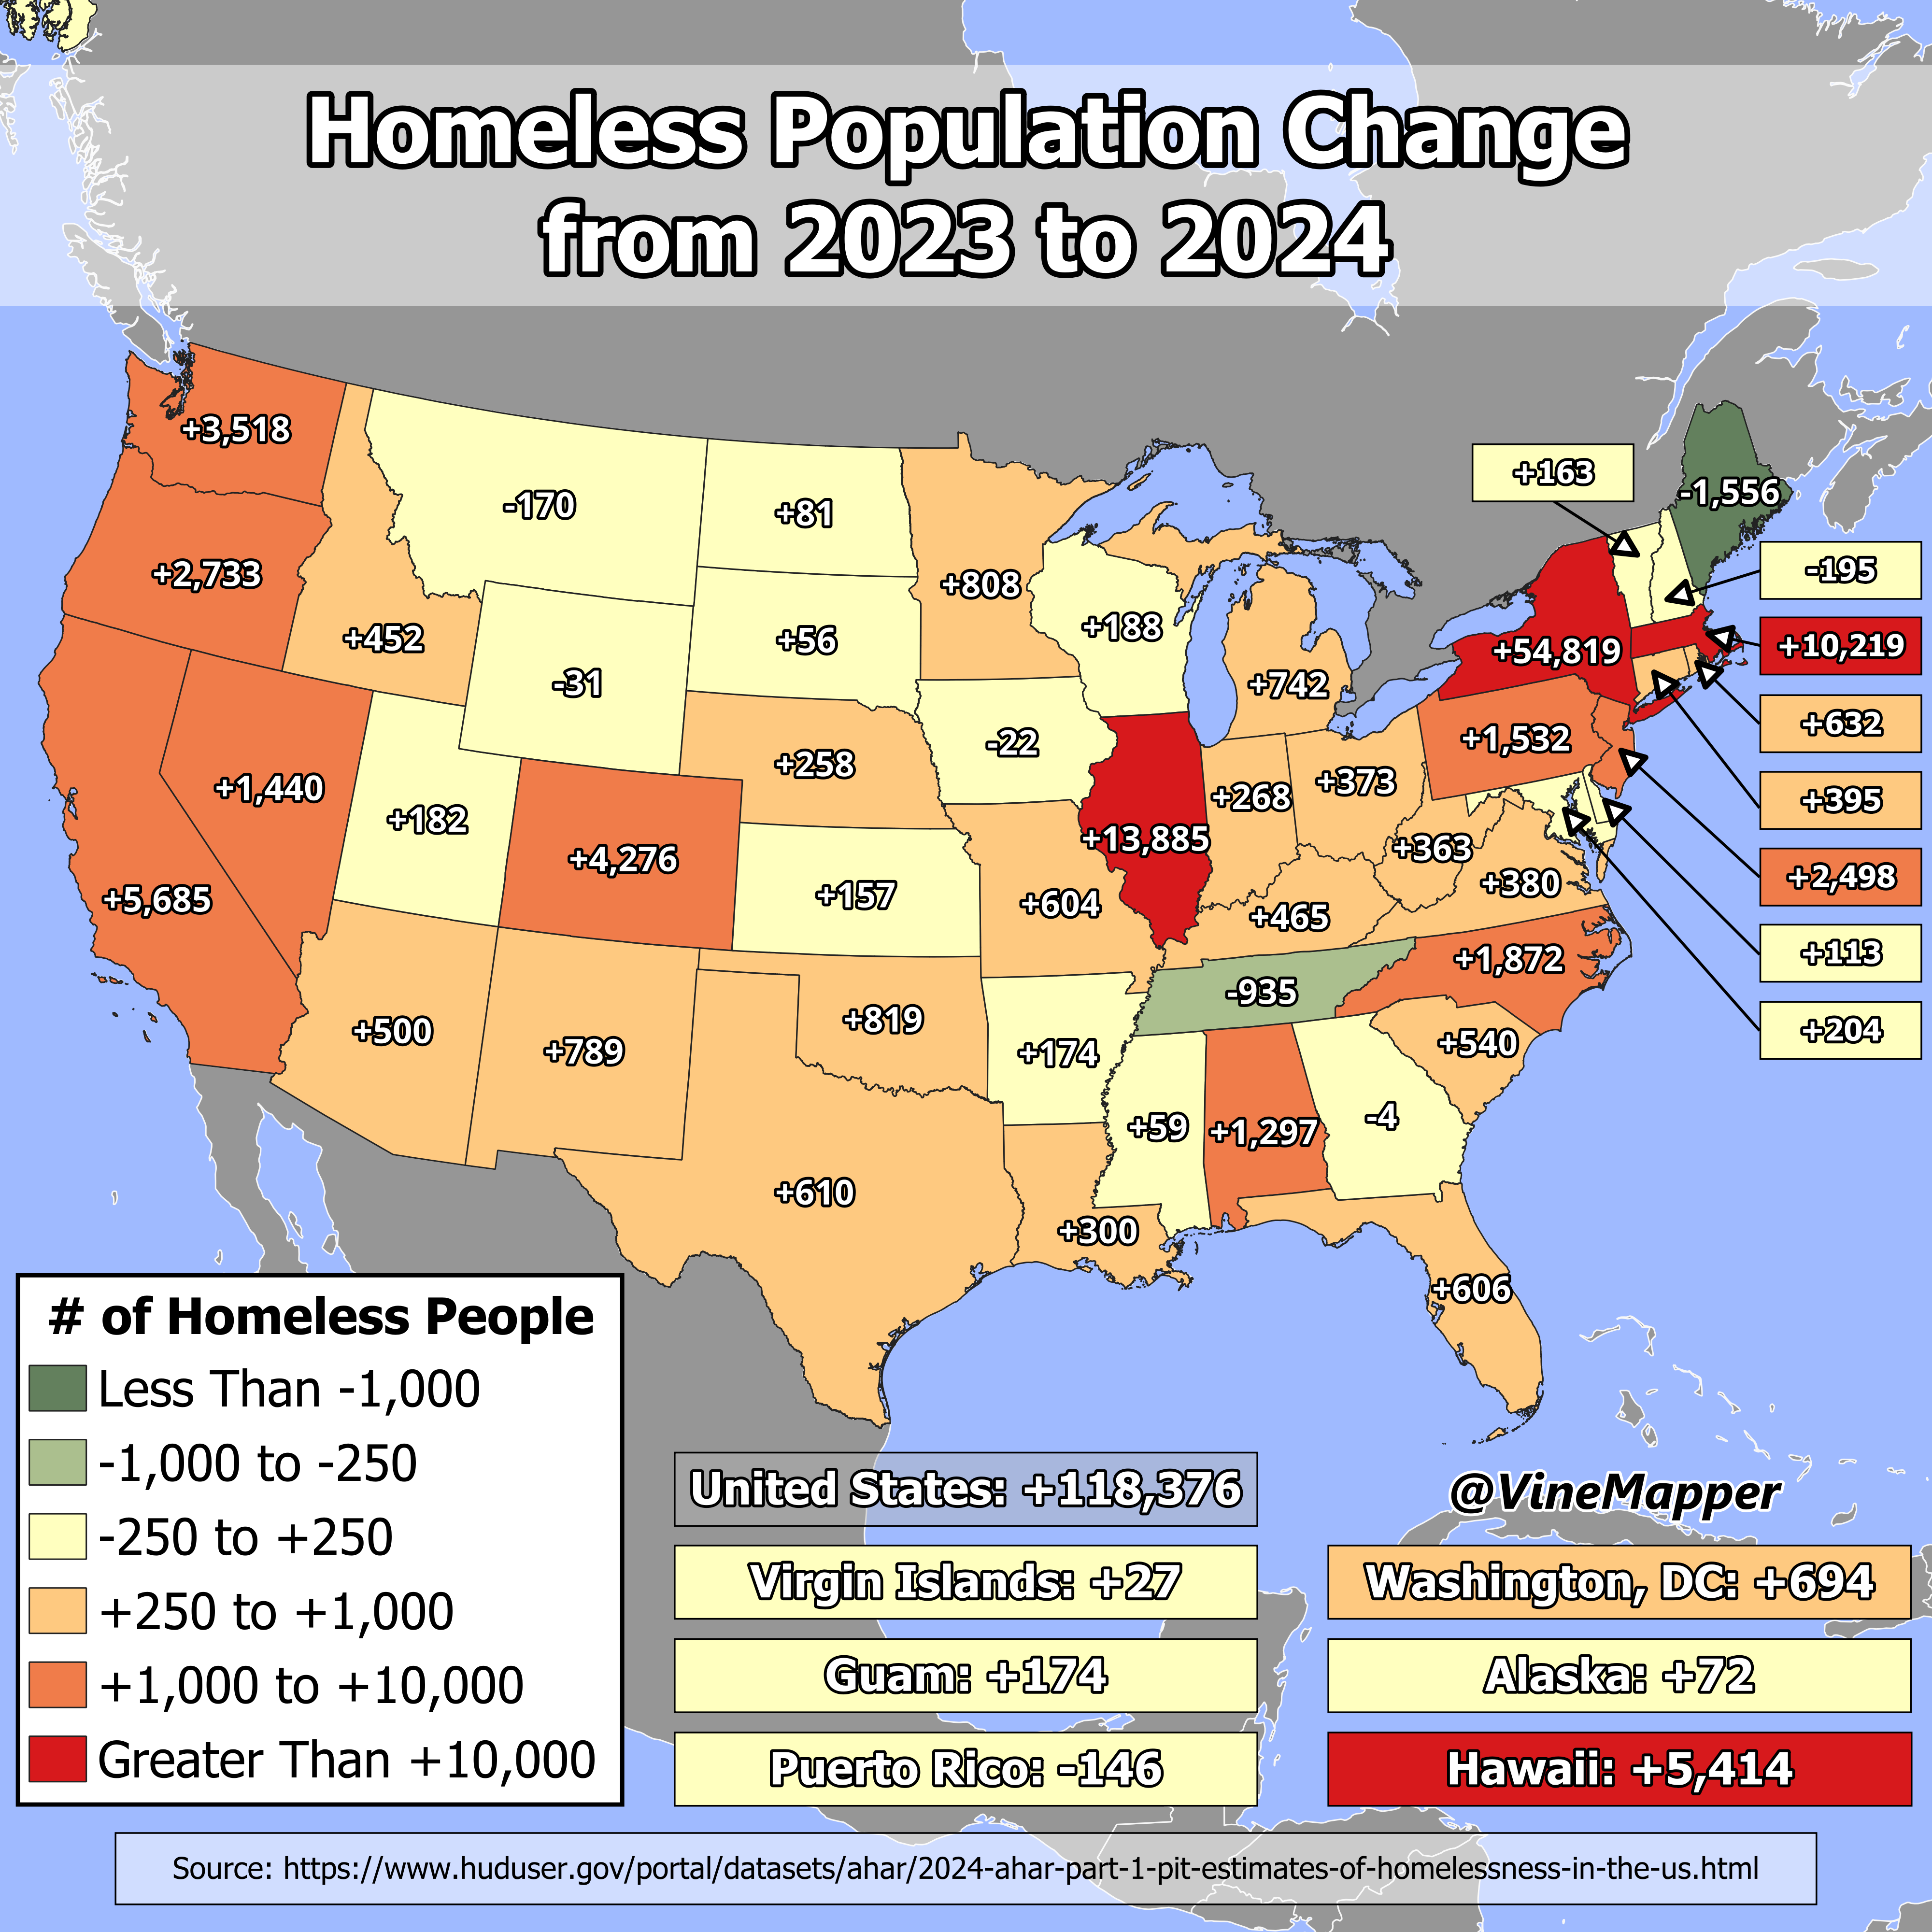 Homeless Population Change
from 2023 to 2024
+3,518
-170
+81
+163
-1,556
+2,733
+452
+56
+808
-195
-31
+188
+742
+54,819
+10,219
-22
+1,532
+632
+1,440
+182
+258
+268
+373
+395
+4,276
+13,885
+363
+2,498
+5,685
+157
+604
+465
+380
+113
+1,872
+500
+789
+819
-935
+204
+174
+540
+610
+59
+1,297
-4
+300
+606
# of Homeless People
Less Than -1,000
-1,000 to -250
-250 to +250
+250 to +1,000
+1,000 to +10,000
Greater Than +10,000
United States: +118,376
@VineMapper
Virgin Islands: +27
Washington, DC: +694
Guam: +174
Alaska: +72
Puerto Rico: -146
Hawaii: +5,414
Source: https://www.huduser.gov/portal/datasets/ahar/2024-ahar-part-1-pit-estimates-of-homelessness-in-the-us.html